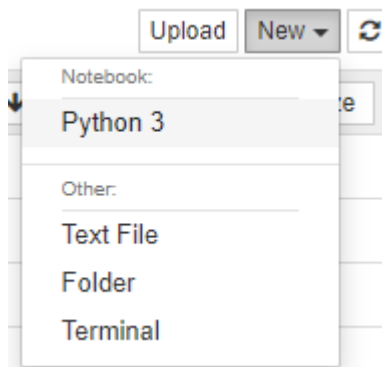 Upload New
Notebook:
Python 3
Other:
Text File
Folder
Terminal